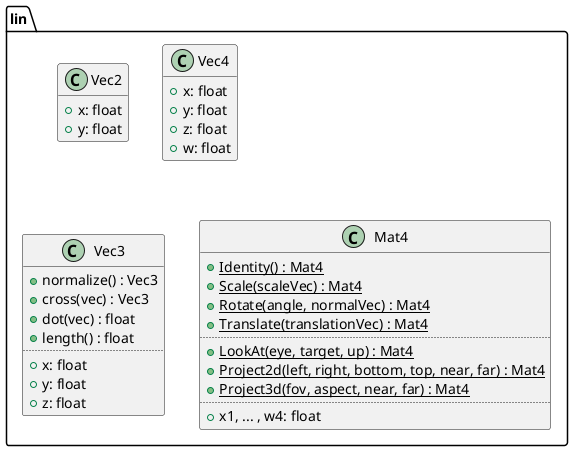 lin
C Vec2
x: float
y: float
C Vec4
x: float
y: float
z: float
w: float
C Vec3
normalize() : Vec3
cross(vec) : Vec3
dot(vec) : float
length() : float
x: float
y: float
z: float
C Mat4
Identity() : Mat4
Scale(scaleVec) : Mat4
Rotate(angle, normalVec) : Mat4
Translate(translationVec) : Mat4
LookAt(eye, target, up) : Mat4
Project2d(left, right, bottom, top, near, far) : Mat4
Project3d(fov, aspect, near, far) : Mat4
x1, ... , w4: float